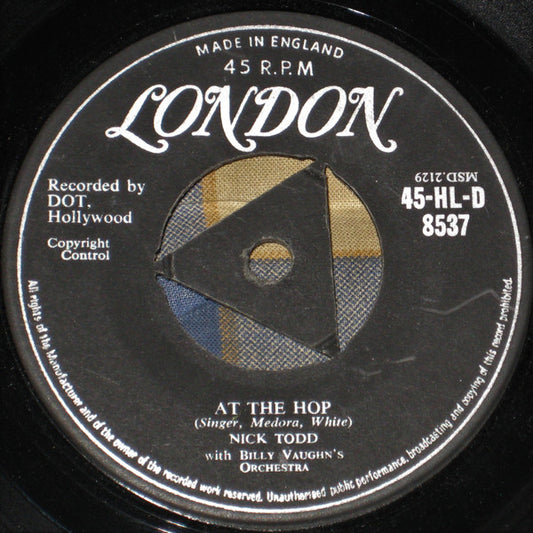 MADE IN ENGLAND
45 R.P.M
LONDON
Recorded by
DOT,
Hollywood
Copyright
Control
MSD.2129
45-HL-D
8537
AT THE HOP
(Singer, Medora, White)
NICK TODD
with BILLY VAUGHN'S
ORCHESTRA
All rights of the Manufacturer and of the owner of the recorded work reserved. Unauthorised public performance, broadcasting and copying of this record prohibited.